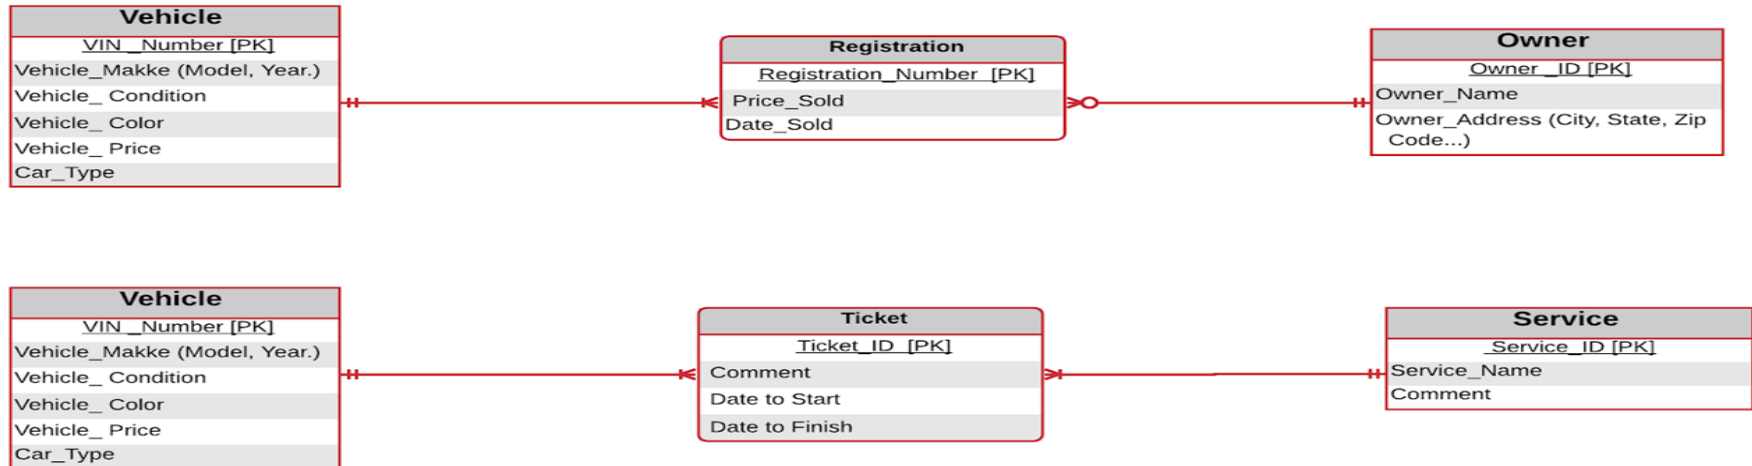 Vehicle
VIN _Number [PK]
Vehicle_Makke (Model, Year.)
Vehicle_ Condition
Vehicle_ Color
Vehicle_ Price
Car_Type
Registration
Registration_Number [PK]
Price_Sold
Date_Sold
Owner
Owner _ID [PK]
Owner_Name
Owner_Address (City, State, Zip
Code...)
Vehicle
VIN _Number [PK]
Vehicle_Makke (Model, Year.)
Vehicle_ Condition
Vehicle_ Color
Vehicle_ Price
Car_Type
Ticket
Ticket_ID [PK]
Comment
Date to Start
Date to Finish
Service
Service_ID [PK]
Service_Name
Comment